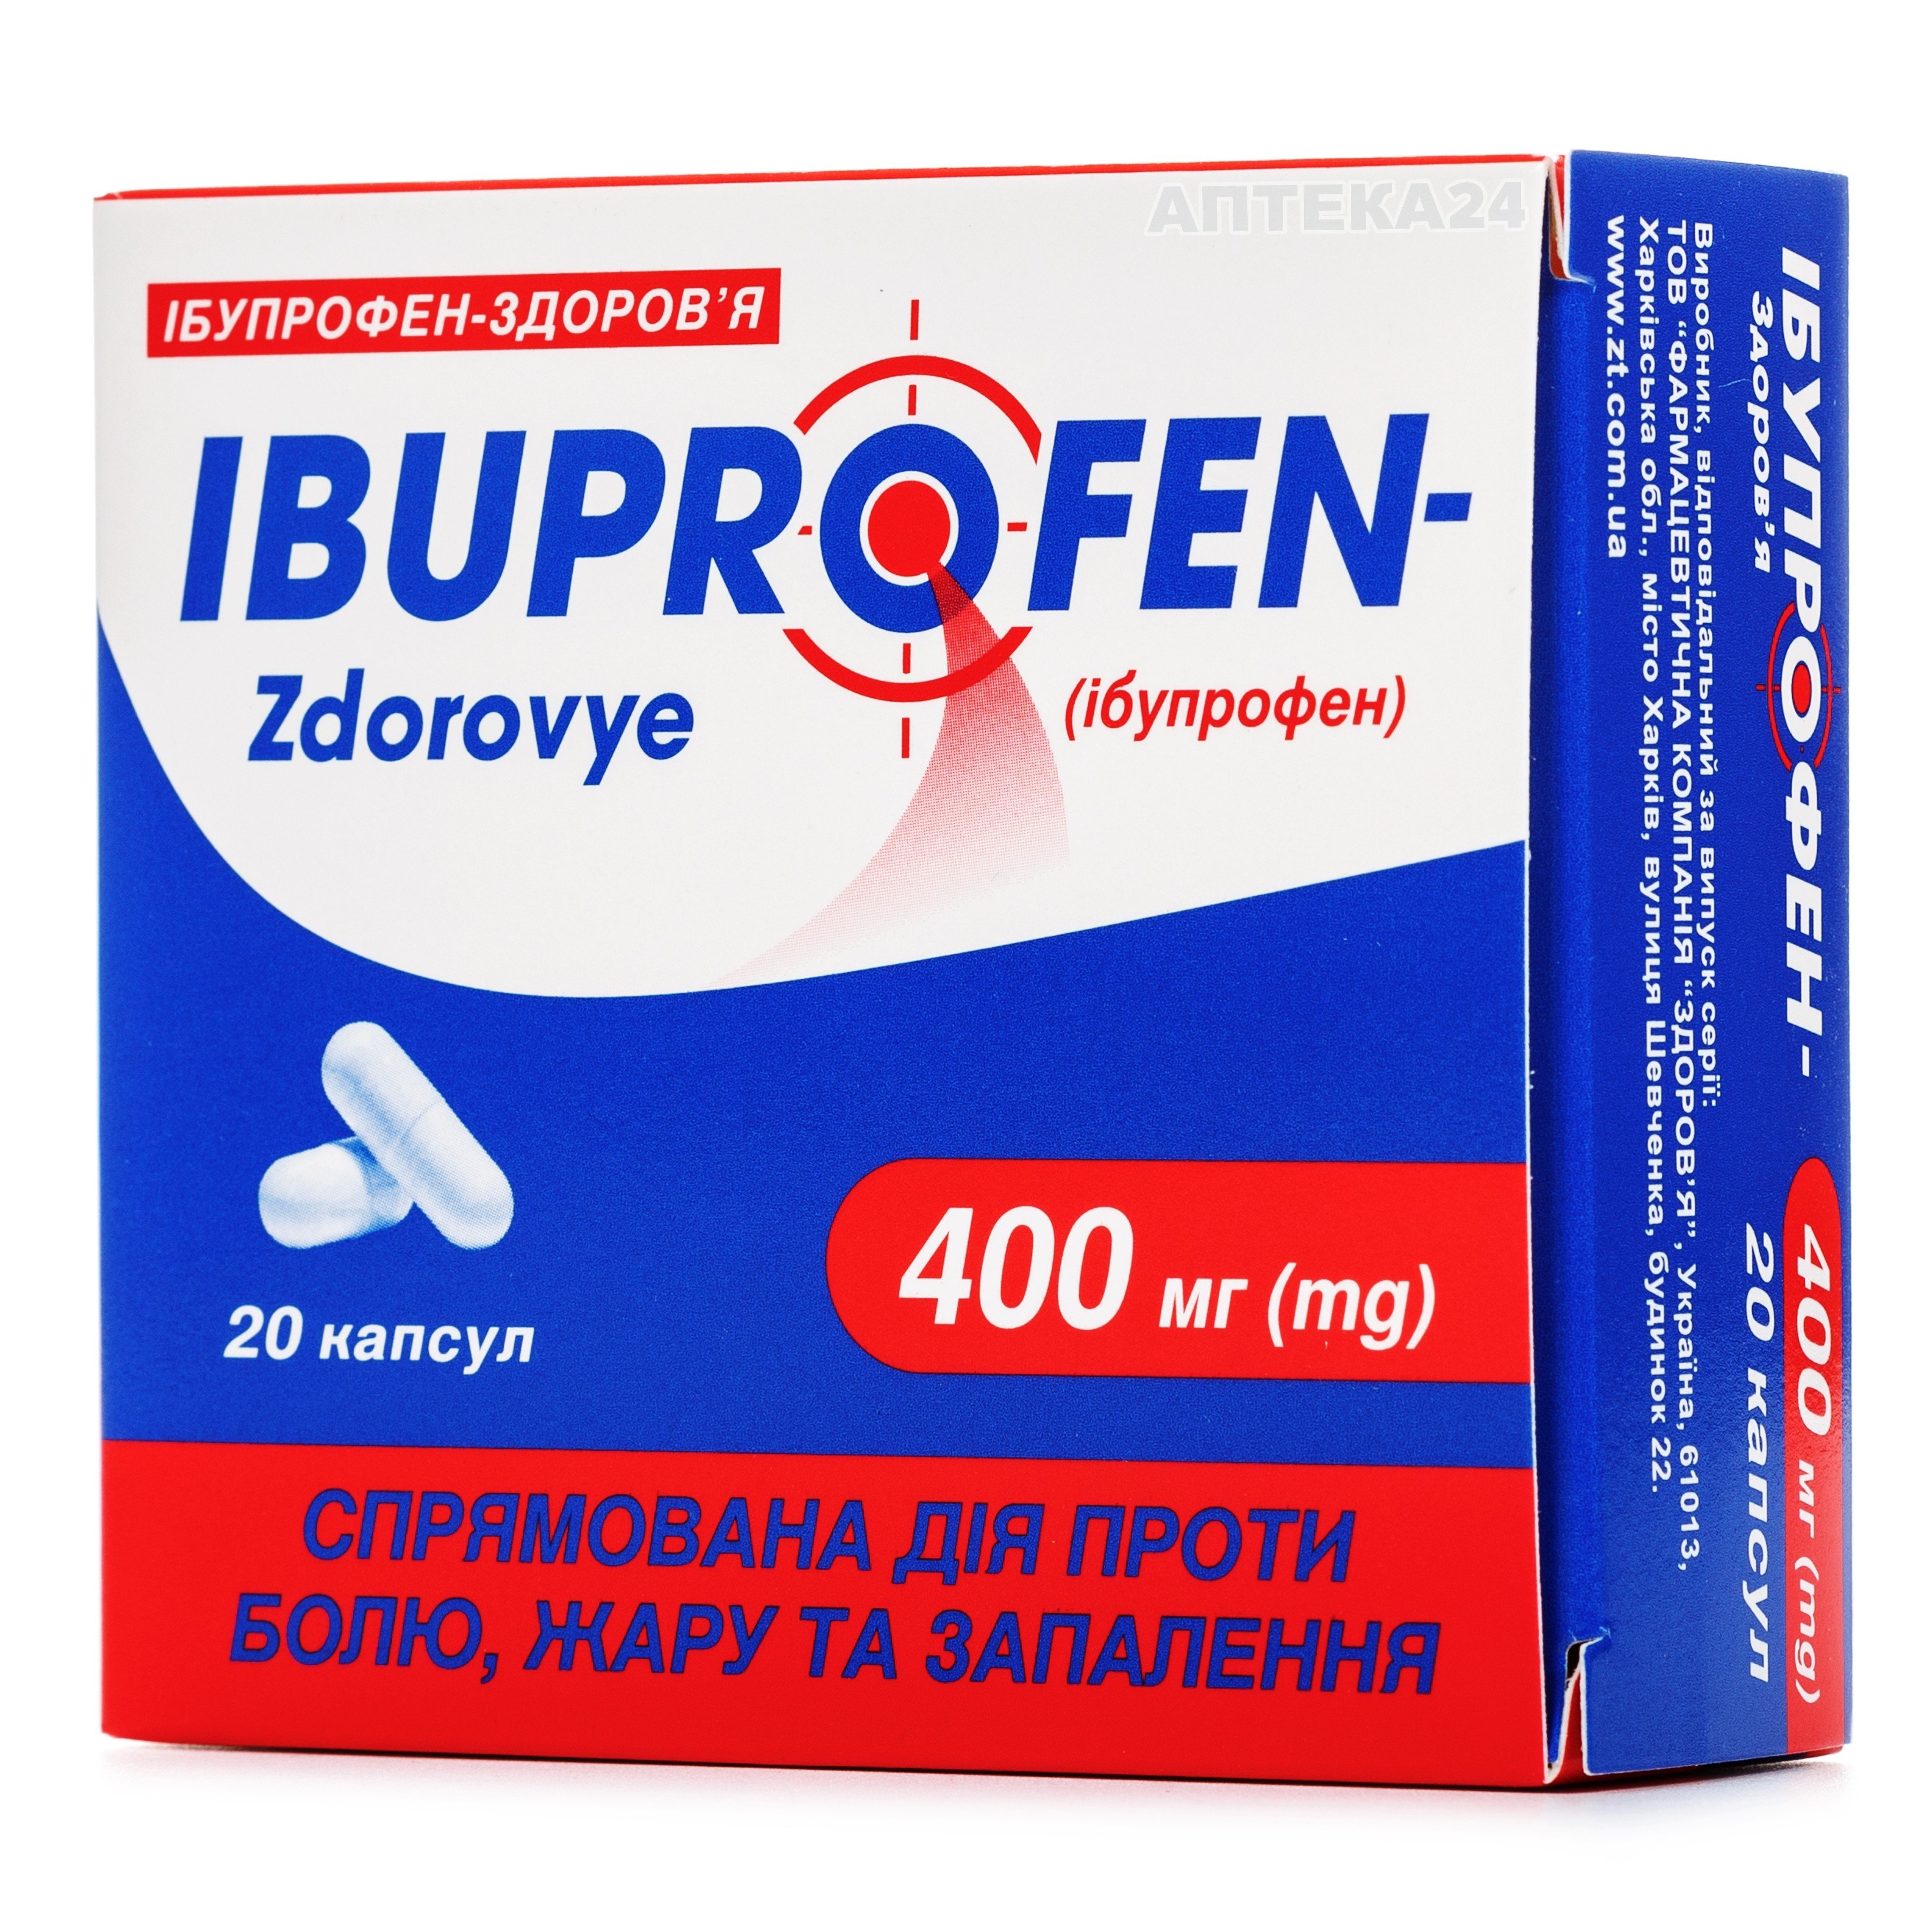 АПТЕКА24
ІБУПРОФЕН-ЗДОРОВ'Я
IBUPROFEN-
Zdorovye
(ібупрофен)
20 капсул
400 мг (mg)
СПРЯМОВАНА ДІЯ ПРОТИ
БОЛЮ, ЖАРУ ТА ЗАПАЛЕННЯ
ІБУПРОФЕН-
Здоров'я
400 мг (mg)
20 капсул
Виробник, відповідальний за випуск серії:
ТОВ “ФАРМАЦЕВТИЧНА КОМПАНІЯ “ЗДОРОВ'Я”, Україна, 61013,
Харківська обл., місто Харків, вулиця Шевченка, будинок 22.
www.zt.com.ua